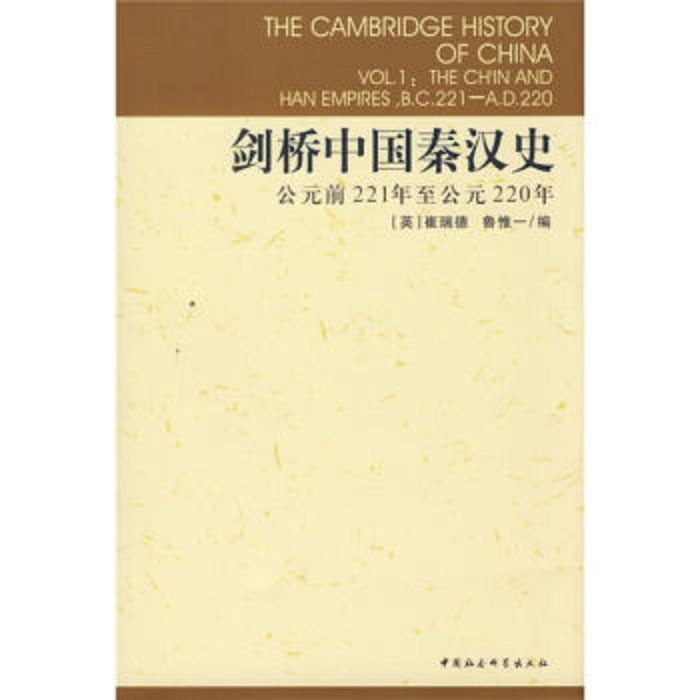 THE CAMBRIDGE HISTORY
OF CHINA
VOL.1：THE CH'IN AND
HAN EMPIRES ,B.C.221—A.D.220
剑桥中国秦汉史
公元前221年至公元220年
［英］崔瑞德 鲁惟一/编
中国社会科学出版社